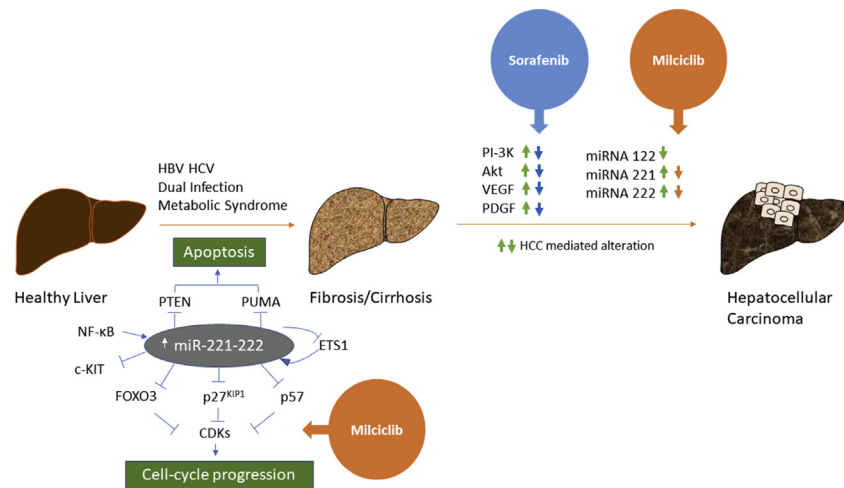 Sorafenib
Milciclib
HBV HCV
Dual Infection
Metabolic Syndrome
PI-3K
Akt
VEGF
PDGF
miRNA 122
miRNA 221
miRNA 222
HCC mediated alteration
Healthy Liver
Apoptosis
Fibrosis/Cirrhosis
Hepatocellular
Carcinoma
PTEN
PUMA
NF-κB
miR-221-222
ETS1
c-KIT
FOXO3
p27ᴷᴵᴾ¹
p57
CDKs
Milciclib
Cell-cycle progression